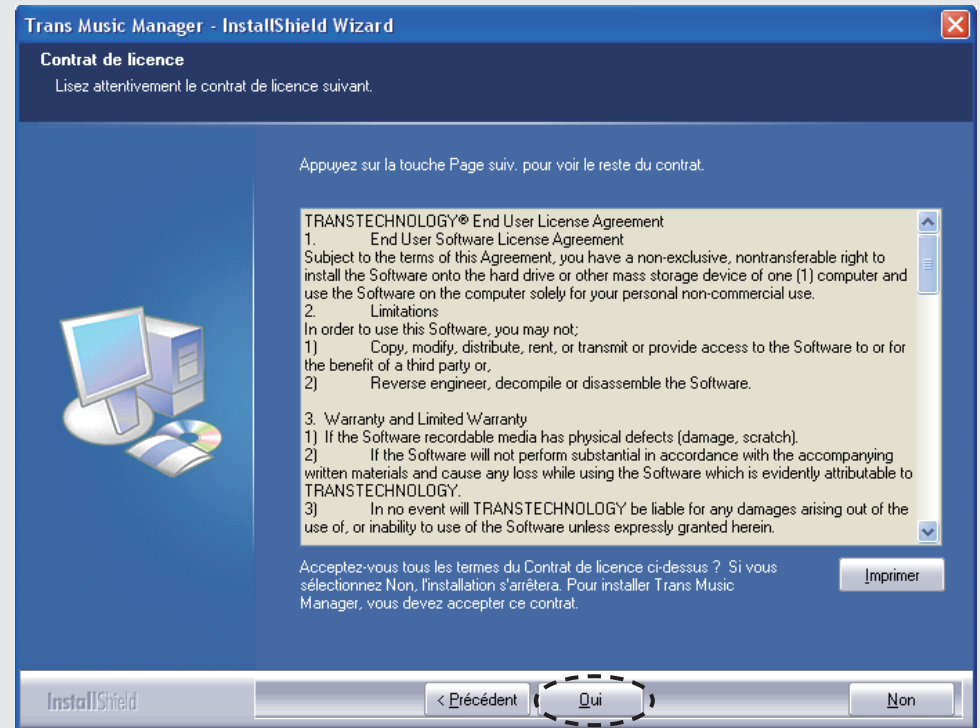 Trans Music Manager - InstallShield Wizard
Contrat de licence
Lisez attentivement le contrat de licence suivant.
Appuyez sur la touche Page suiv. pour voir le reste du contrat.
TRANSTECHNOLOGY® End User License Agreement
1. End User Software License Agreement
Subject to the terms of this Agreement, you have a non-exclusive, nontransferable right to
install the Software onto the hard drive or other mass storage device of one (1) computer and
use the Software on the computer solely for your personal non-commercial use.
2. Limitations
In order to use this Software, you may not;
1) Copy, modify, distribute, rent, or transmit or provide access to the Software to or for
the benefit of a third party or,
2) Reverse engineer, decompile or disassemble the Software.
3. Warranty and Limited Warranty
1) If the Software recordable media has physical defects (damage, scratch).
2) If the Software will not perform substantial in accordance with the accompanying
written materials and cause any loss while using the Software which is evidently attributable to
TRANSTECHNOLOGY.
3) In no event will TRANSTECHNOLOGY be liable for any damages arising out of the
use of, or inability to use of the Software unless expressly granted herein.
Acceptez-vous tous les termes du Contrat de licence ci-dessus ? Si vous
sélectionnez Non, l'installation s'arrêtera. Pour installer Trans Music
Manager, vous devez accepter ce contrat.
Imprimer
InstallShield
< Précédent
Oui
Non